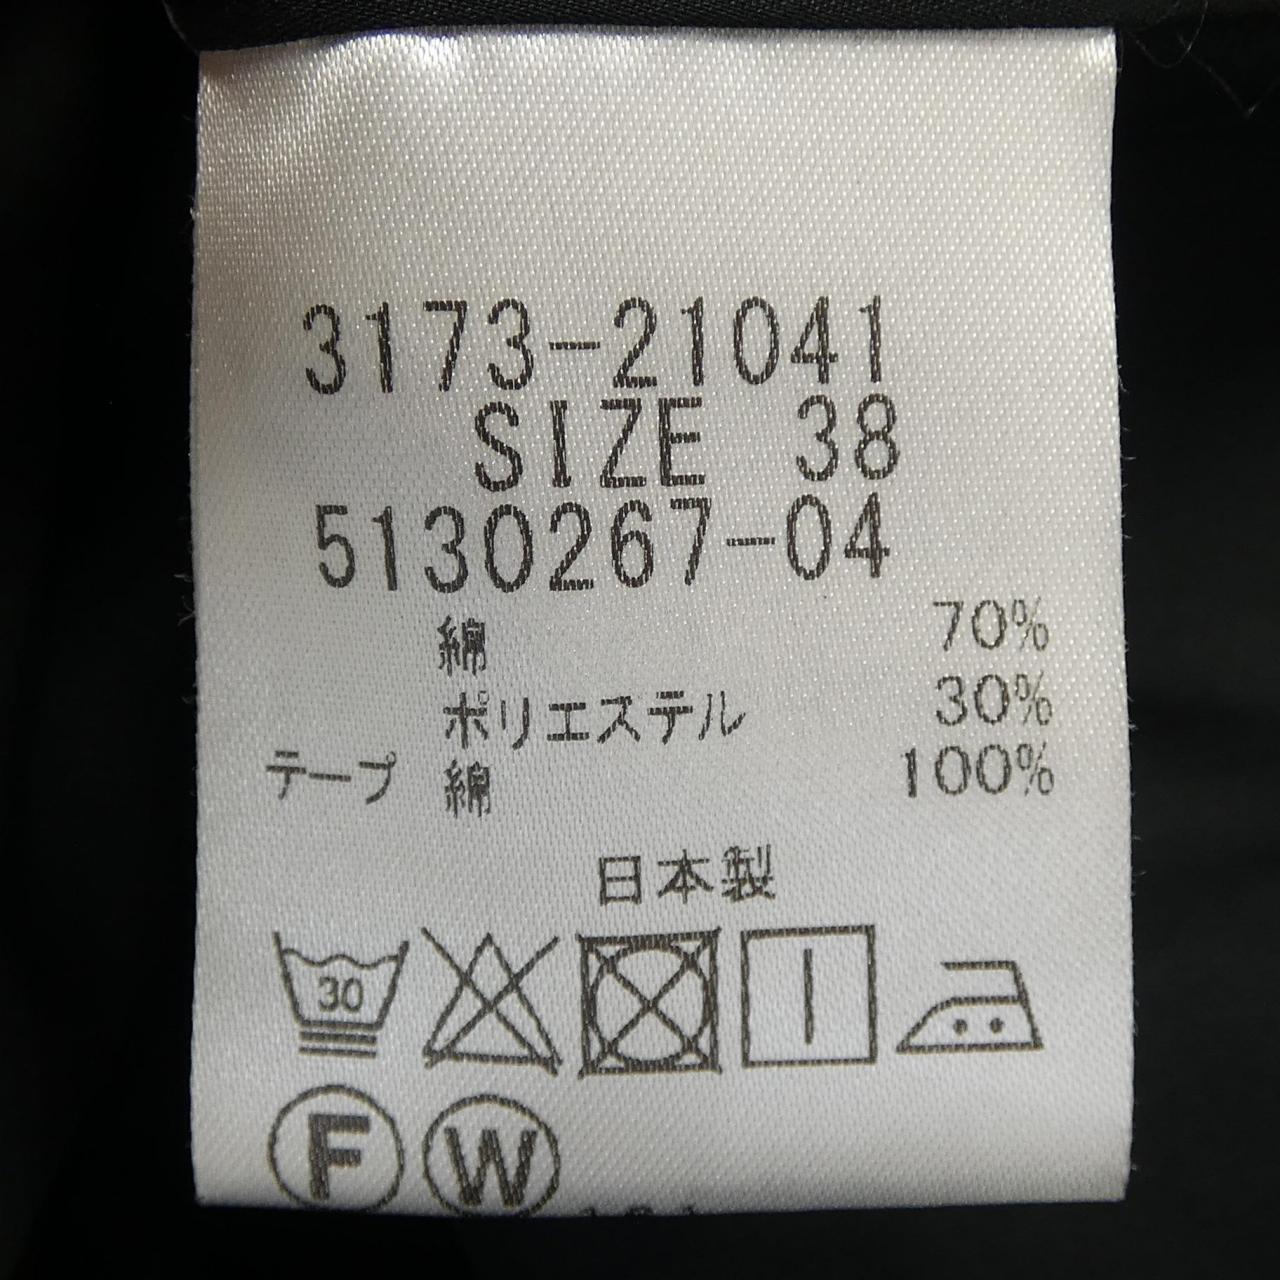 3173-21041
SIZE 38
5130267-04
綿 70%
ポリエステル 30%
テープ 綿 100%
日本製
30
F W